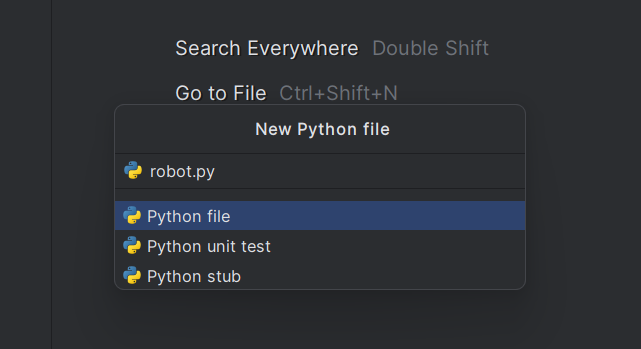 Search Everywhere Double Shift
Go to File Ctrl+Shift+N
New Python file
robot.py
Python file
Python unit test
Python stub